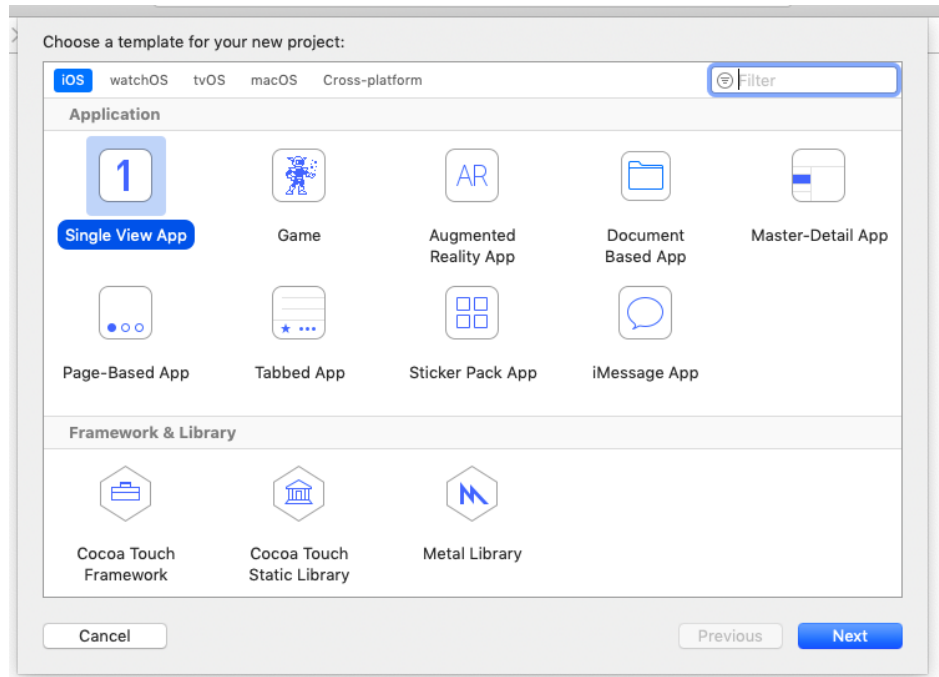 Choose a template for your new project:
iOS watchOS tvOS macOS Cross-platform Filter
Application
1 AR
Single View App Game Augmented Reality App Document Based App Master-Detail App
Page-Based App Tabbed App Sticker Pack App iMessage App
Framework & Library
Cocoa Touch Framework Cocoa Touch Static Library Metal Library
Cancel Previous Next